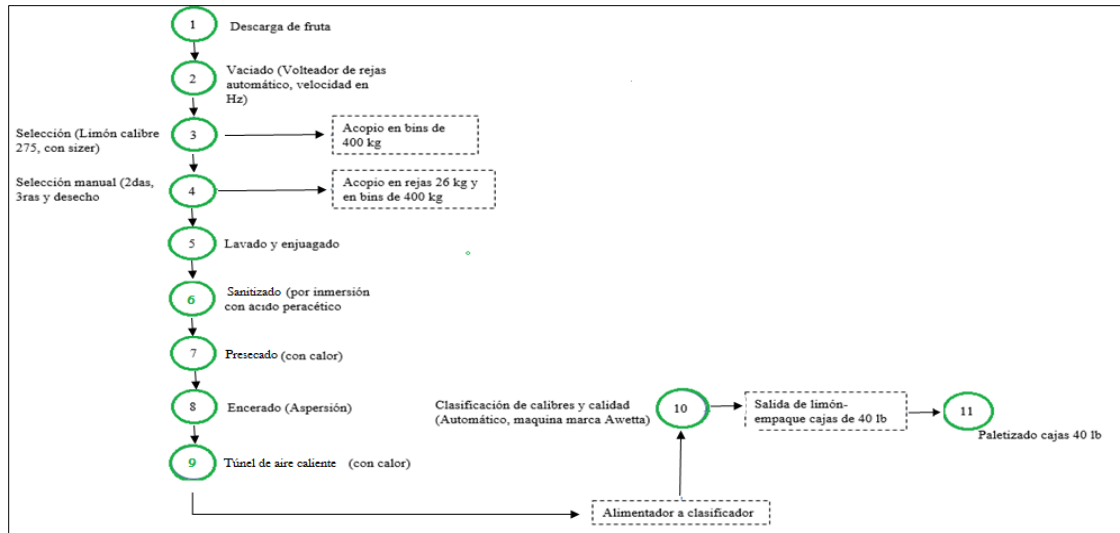 1
Descarga de fruta
2
Vaciado (Volteador de rejas
automático, velocidad en
Hz)
Selección (Limón calibre
275, con sizer)
3
Acopio en bins de
400 kg
Selección manual (2das,
3ras y desecho
4
Acopio en rejas 26 kg y
en bins de 400 kg
5
Lavado y enjuagado
6
Sanitizado (por inmersión
con acido peracético
7
Presecado (con calor)
8
Encerado (Aspersión)
9
Túnel de aire caliente (con calor)
Alimentador a clasificador
Clasificación de calibres y calidad
(Automático, maquina marca Awetta)
10
Salida de limón-
empaque cajas de 40 lb
11
Paletizado cajas 40 lb